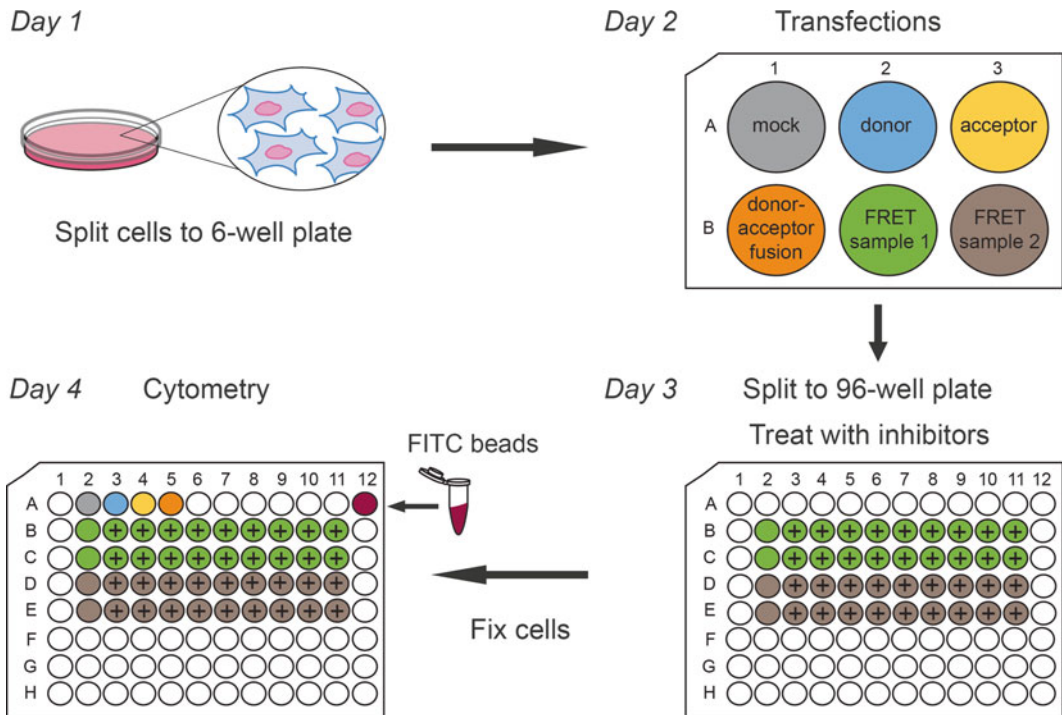 Day 1
Split cells to 6-well plate
Day 2 Transfections
1 2 3
A mock donor acceptor
B donor-
acceptor
fusion
FRET
sample 1
FRET
sample 2
Day 3 Split to 96-well plate
Treat with inhibitors
1 2 3 4 5 6 7 8 9 10 11 12
A
B + + + + + + + + +
C + + + + + + + + +
D + + + + + + + + +
E + + + + + + + + +
F
G
H
Fix cells
Day 4 Cytometry
FITC beads
1 2 3 4 5 6 7 8 9 10 11 12
A
B + + + + + + + + +
C + + + + + + + + +
D + + + + + + + + +
E + + + + + + + + +
F
G
H